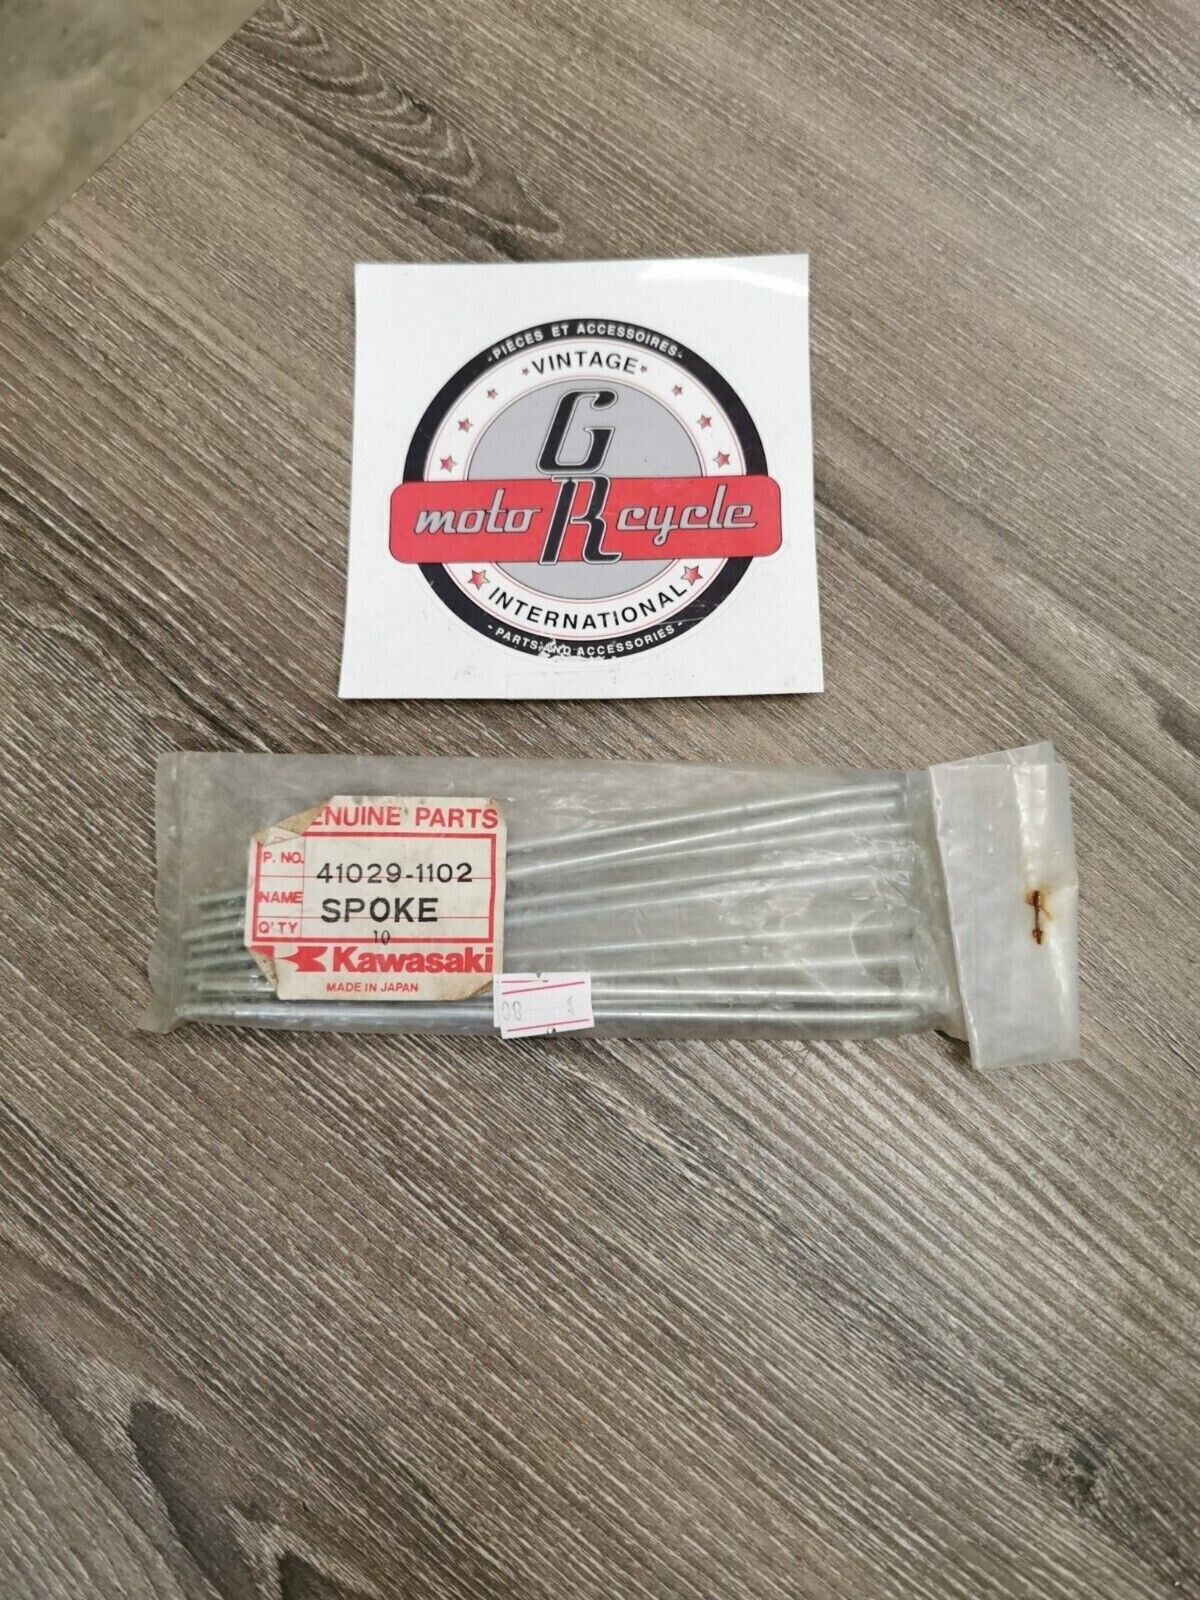 -PIÈCES ET ACCESSOIRES-
VINTAGE
GR
moto cycle
INTERNATIONAL
-PARTS AND ACCESSORIES-
ENUINE PARTS
P. NO. 41029-1102
NAME SPOKE
Q'TY 10
Kawasaki
MADE IN JAPAN